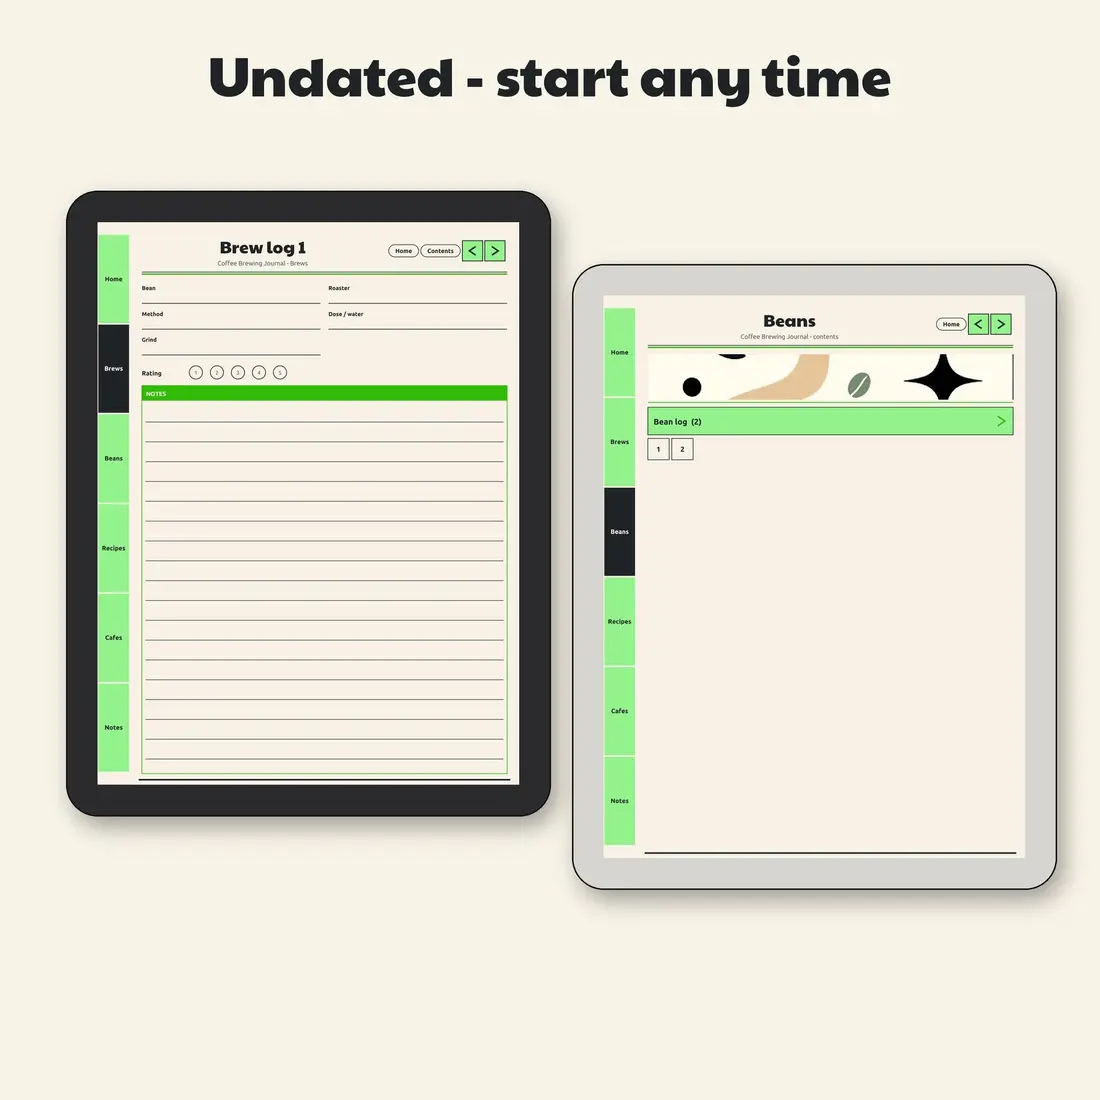 Undated - start any time
Brew log 1
Coffee Brewing Journal - Brews
Home
Contents
<
>
Home
Brews
Beans
Recipes
Cafes
Notes
Bean
Roaster
Method
Dose / water
Grind
Rating
1 2 3 4 5
NOTES
Beans
Coffee Brewing Journal - contents
Home
<
>
Home
Brews
Beans
Recipes
Cafes
Notes
Bean log (2)
>
1 2